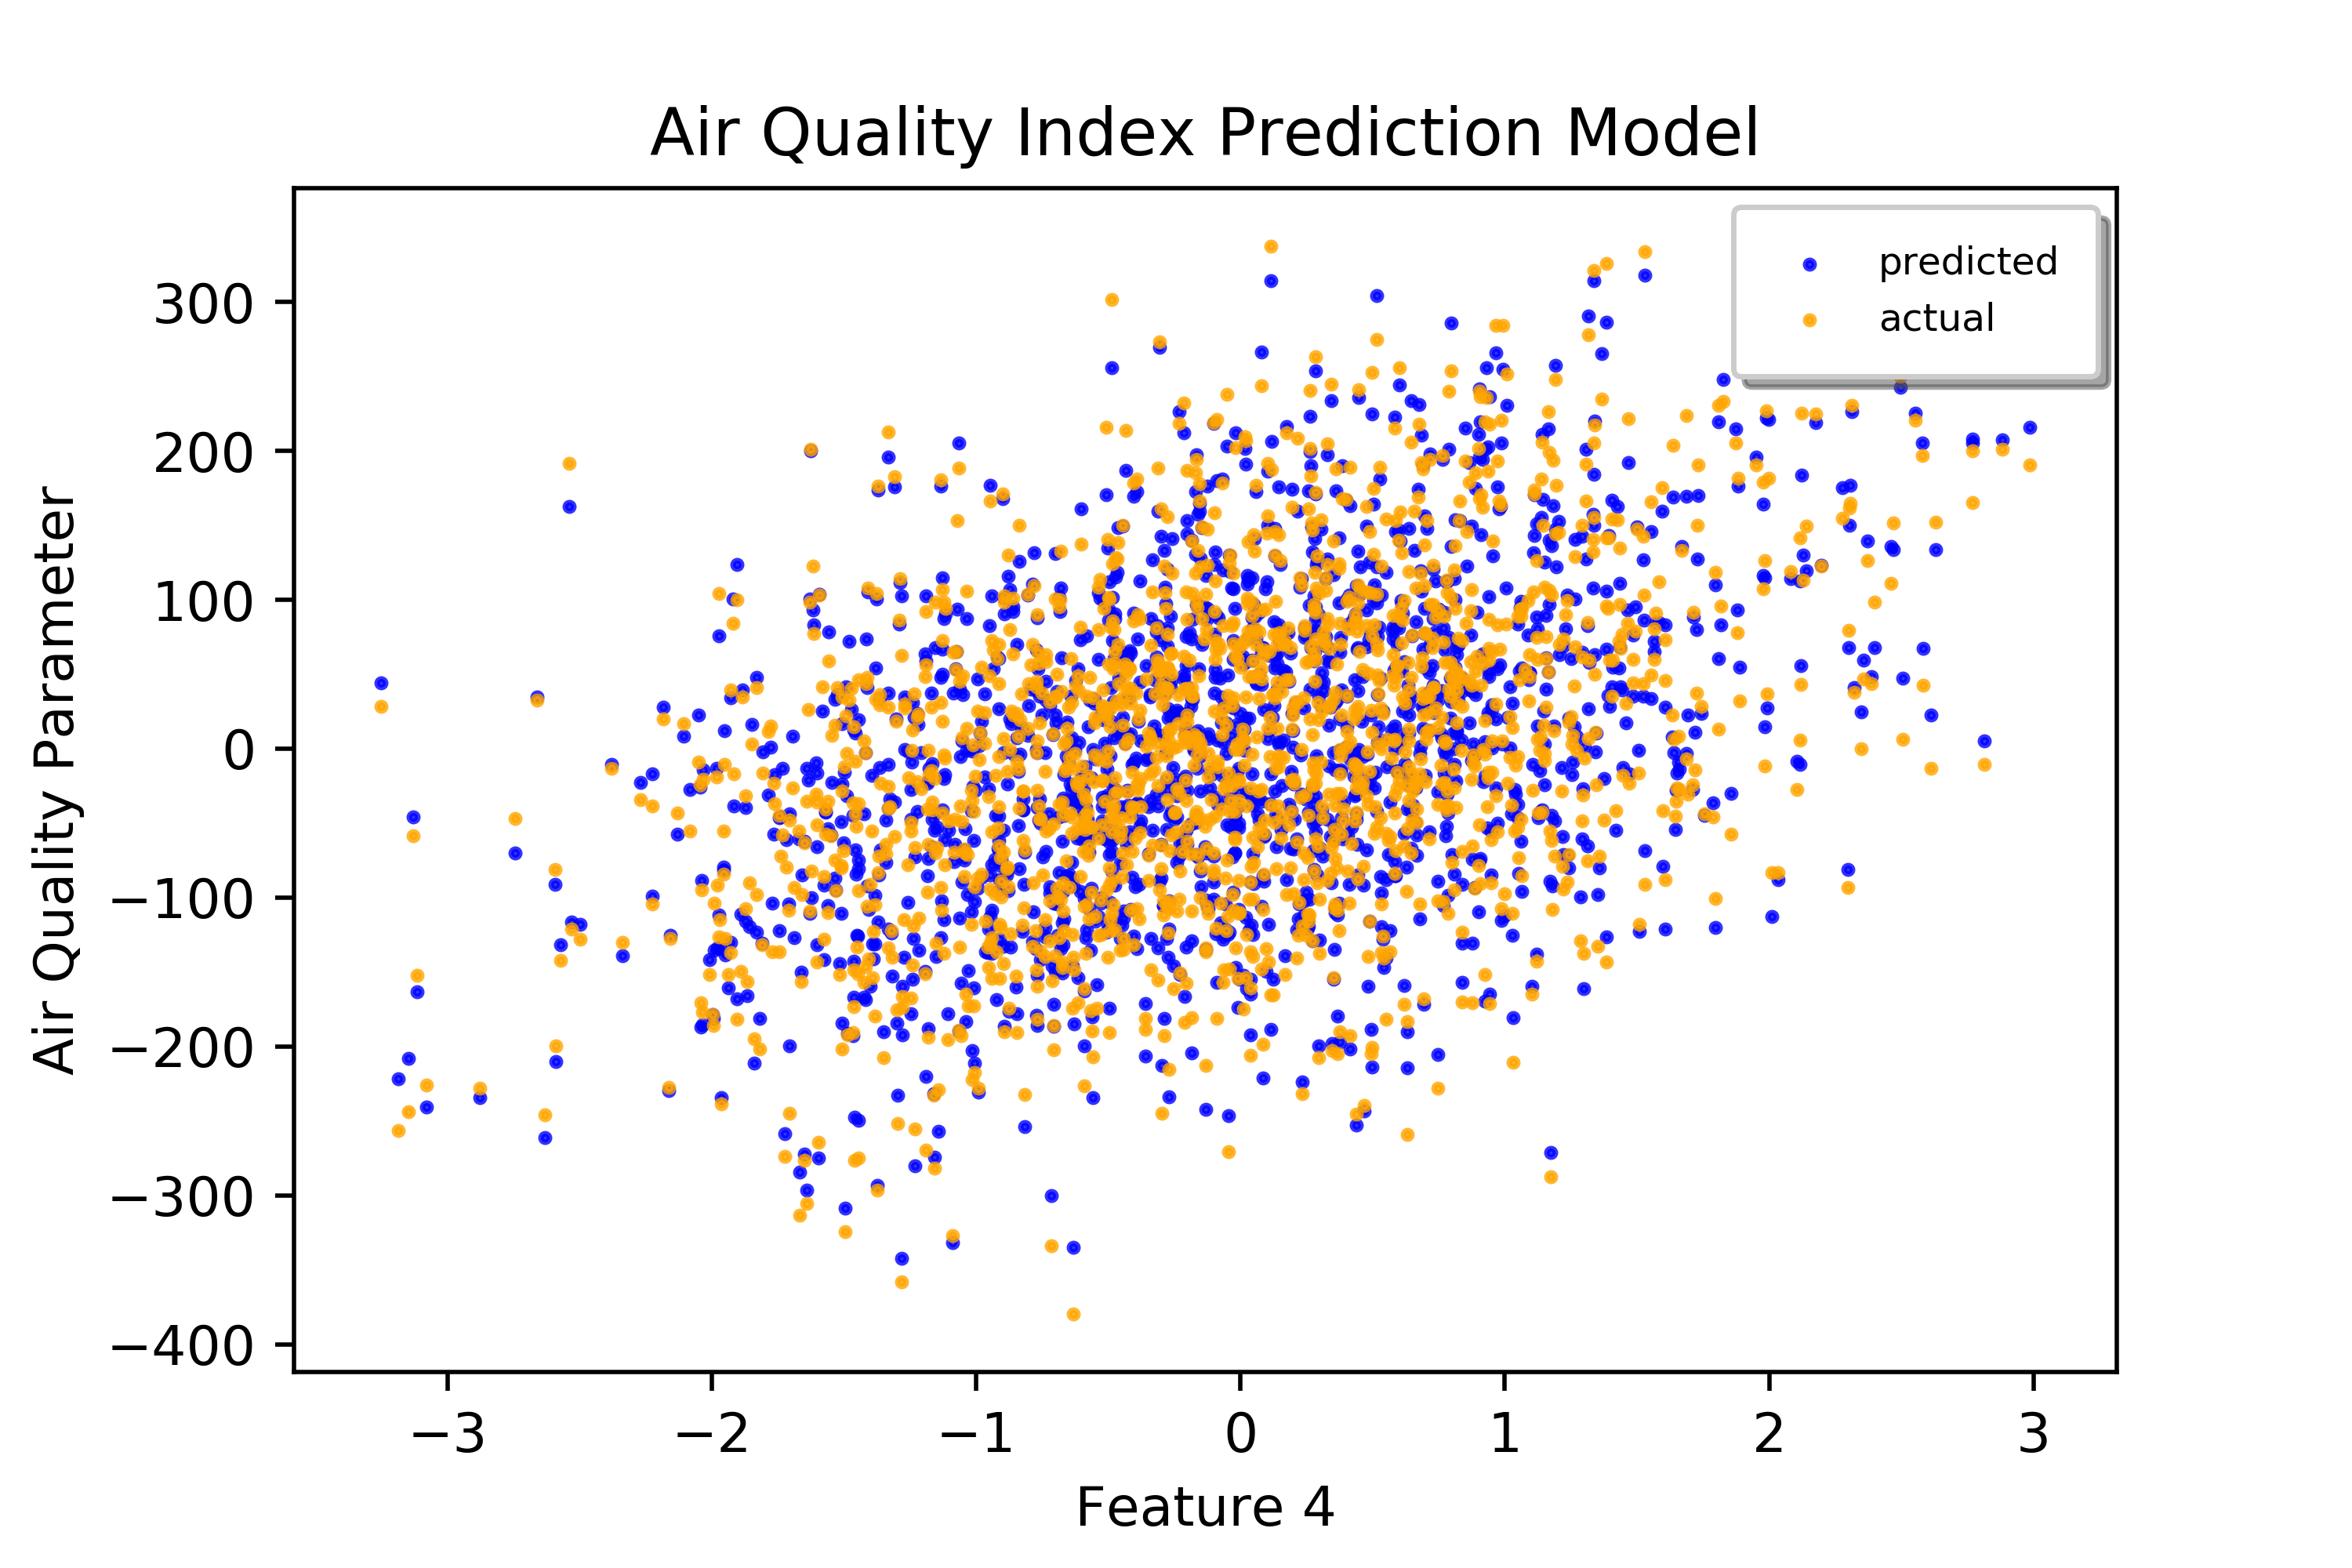 Air Quality Index Prediction Model
predicted
actual
Air Quality Parameter
300
200
100
0
−100
−200
−300
−400
−3 −2 −1 0 1 2 3
Feature 4